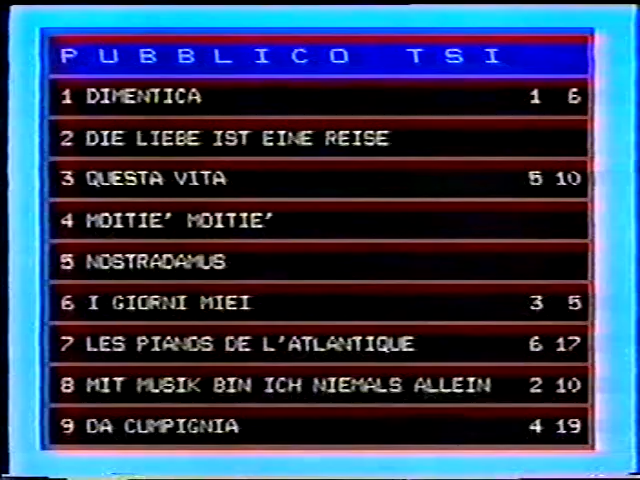 PUBBLICO TSI
1 DIMENTICA 1 6
2 DIE LIEBE IST EINE REISE
3 QUESTA VITA 5 10
4 MOITIE' MOITIE'
5 NOSTRADAMUS
6 I GIORNI MIEI 3 5
7 LES PIANOS DE L'ATLANTIQUE 6 17
8 MIT MUSIK BIN ICH NIEMALS ALLEIN 2 10
9 DA CUMPIGNIA 4 19